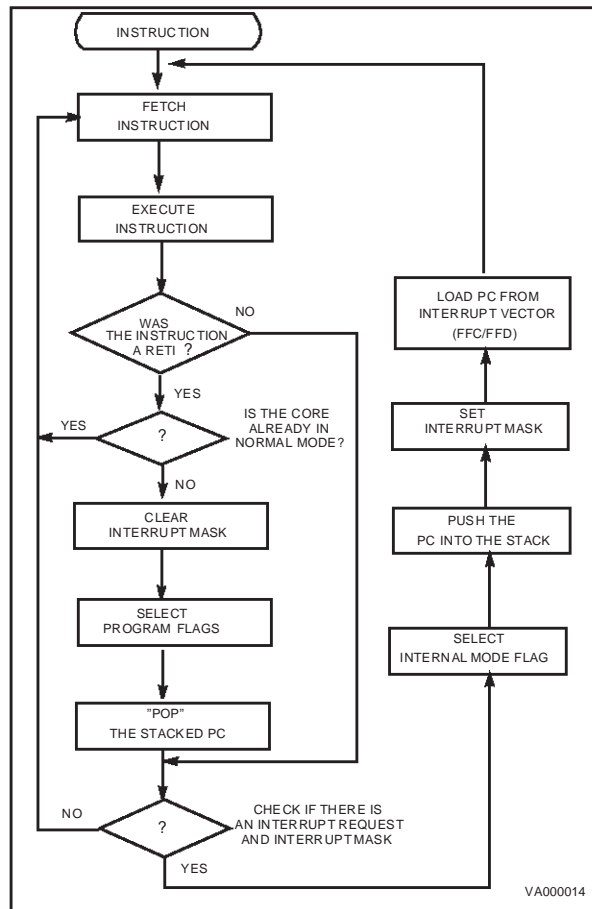 INSTRUCTION
FETCH
INSTRUCTION
EXECUTE
INSTRUCTION
WAS
THE INSTRUCTION
A RETI ?
NO
YES
YES
?
IS THE CORE
ALREADY IN
NORMAL MODE?
NO
CLEAR
INTERRUPT MASK
SELECT
PROGRAM FLAGS
"POP"
THE STACKED PC
NO
?
CHECK IF THERE IS
AN INTERRUPT REQUEST
AND INTERRUPT MASK
YES
LOAD PC FROM
INTERRUPT VECTOR
(FFC/FFD)
SET
INTERRUPT MASK
PUSH THE
PC INTO THE STACK
SELECT
INTERNAL MODE FLAG
VA000014